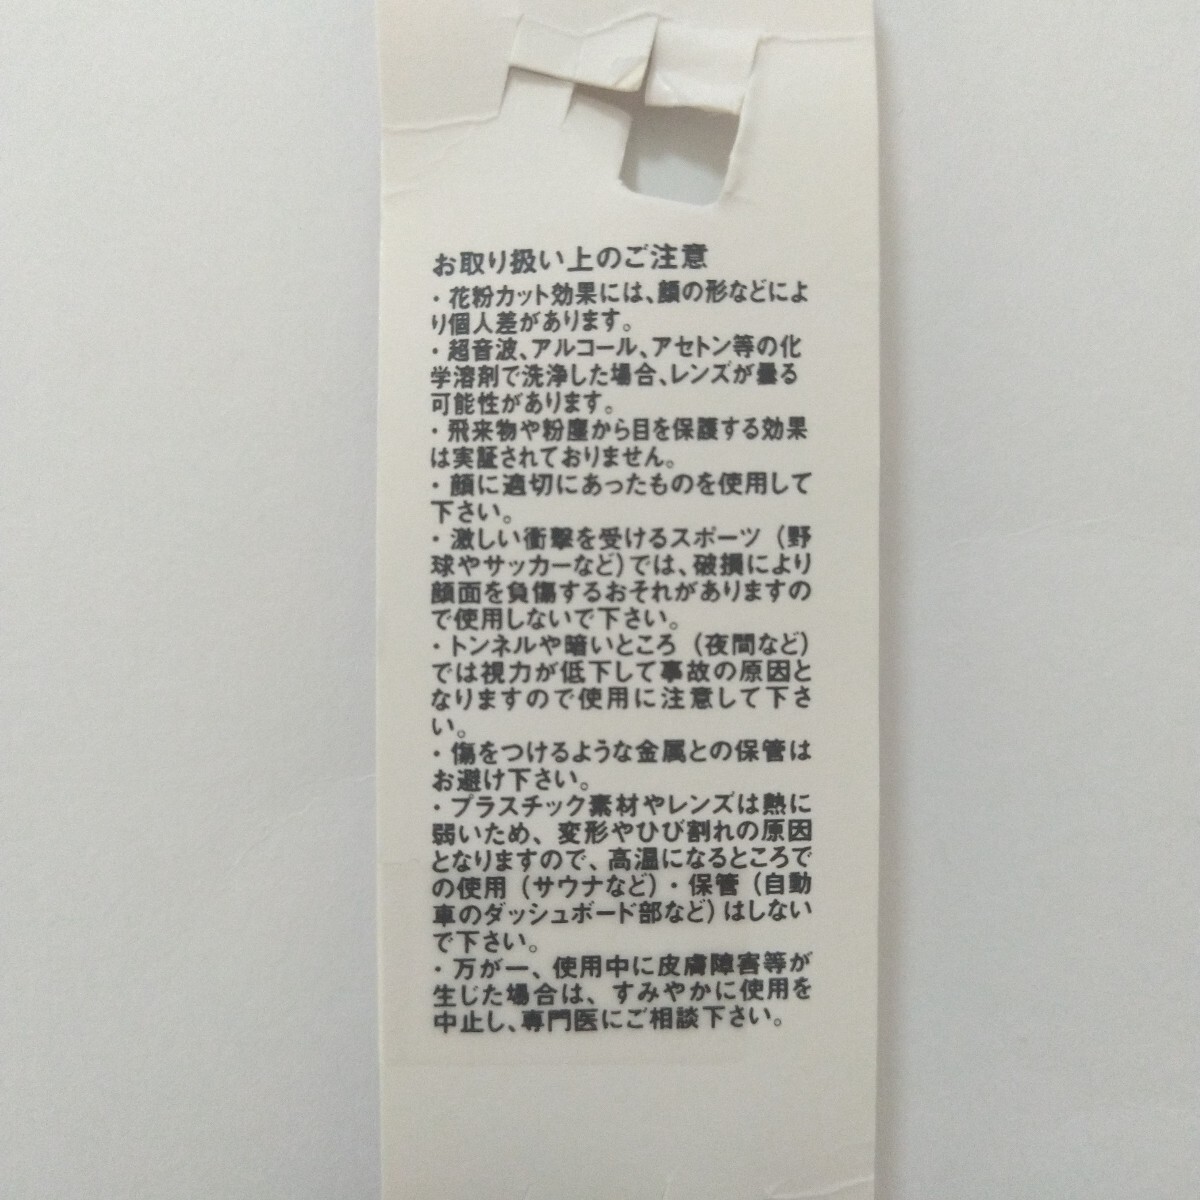 お取り扱い上のご注意
・花粉カット効果には、顔の形などによ
り個人差があります。
・超音波、アルコール、アセトン等の化
学溶剤で洗浄した場合、レンズが曇る
可能性があります。
・飛来物や粉塵から目を保護する効果
は実証されておりません。
・顔に適切にあったものを使用して
下さい。
・激しい衝撃を受けるスポーツ（野
球やサッカーなど）では、破損により
顔面を負傷するおそれがありますの
で使用しないで下さい。
・トンネルや暗いところ（夜間など）
では視力が低下して事故の原因と
なりますので使用に注意して下さ
い。
・傷をつけるような金属との保管は
お避け下さい。
・プラスチック素材やレンズは熱に
弱いため、変形やひび割れの原因
となりますので、高温になるところで
の使用（サウナなど）・保管（自動
車のダッシュボード部など）はしない
で下さい。
・万が一、使用中に皮膚障害等が
生じた場合は、すみやかに使用を
中止し、専門医にご相談下さい。